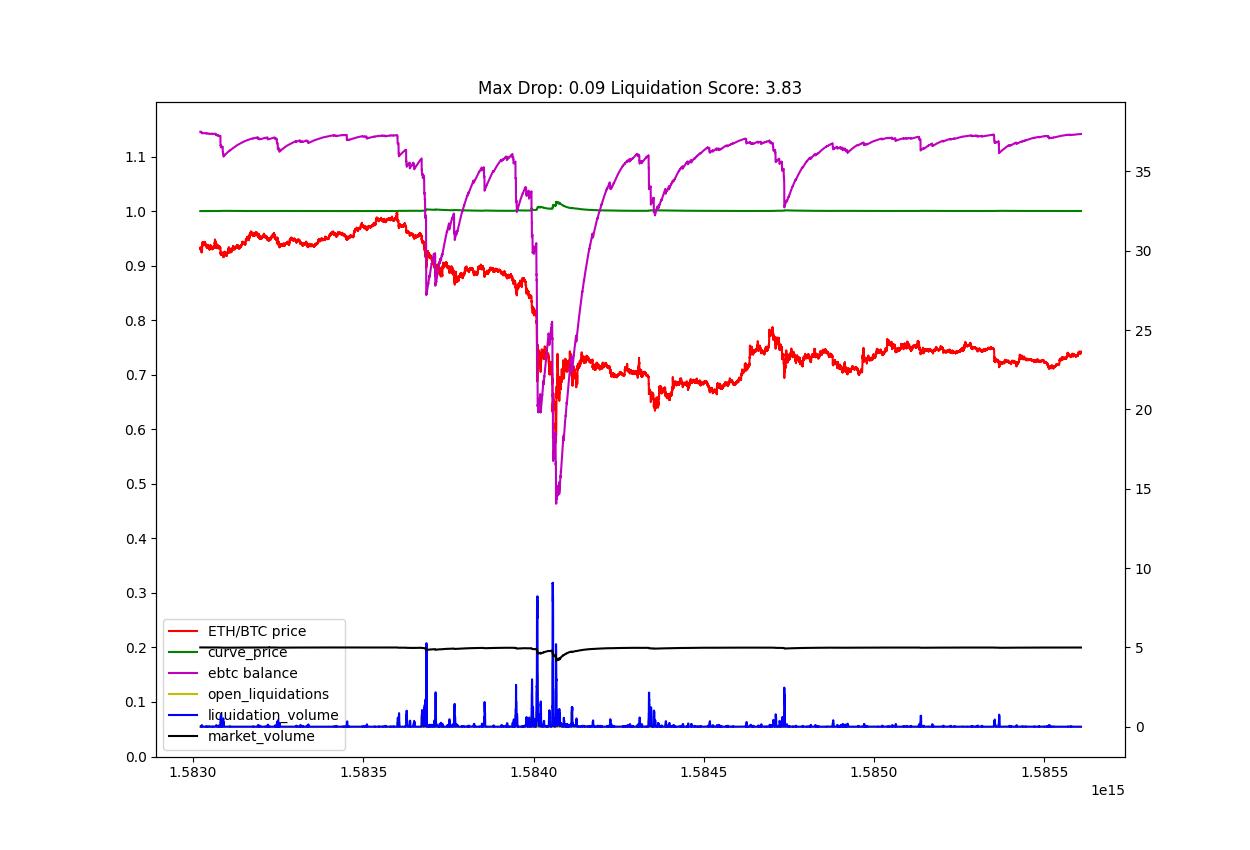 Max Drop: 0.09 Liquidation Score: 3.83
1.1
1.0
0.9
0.8
0.7
0.6
0.5
0.4
0.3
0.2
0.1
0.0
35
30
25
20
15
10
5
0
ETH/BTC price
curve_price
ebtc balance
open_liquidations
liquidation_volume
market_volume
1.5830 1.5835 1.5840 1.5845 1.5850 1.5855
1e15